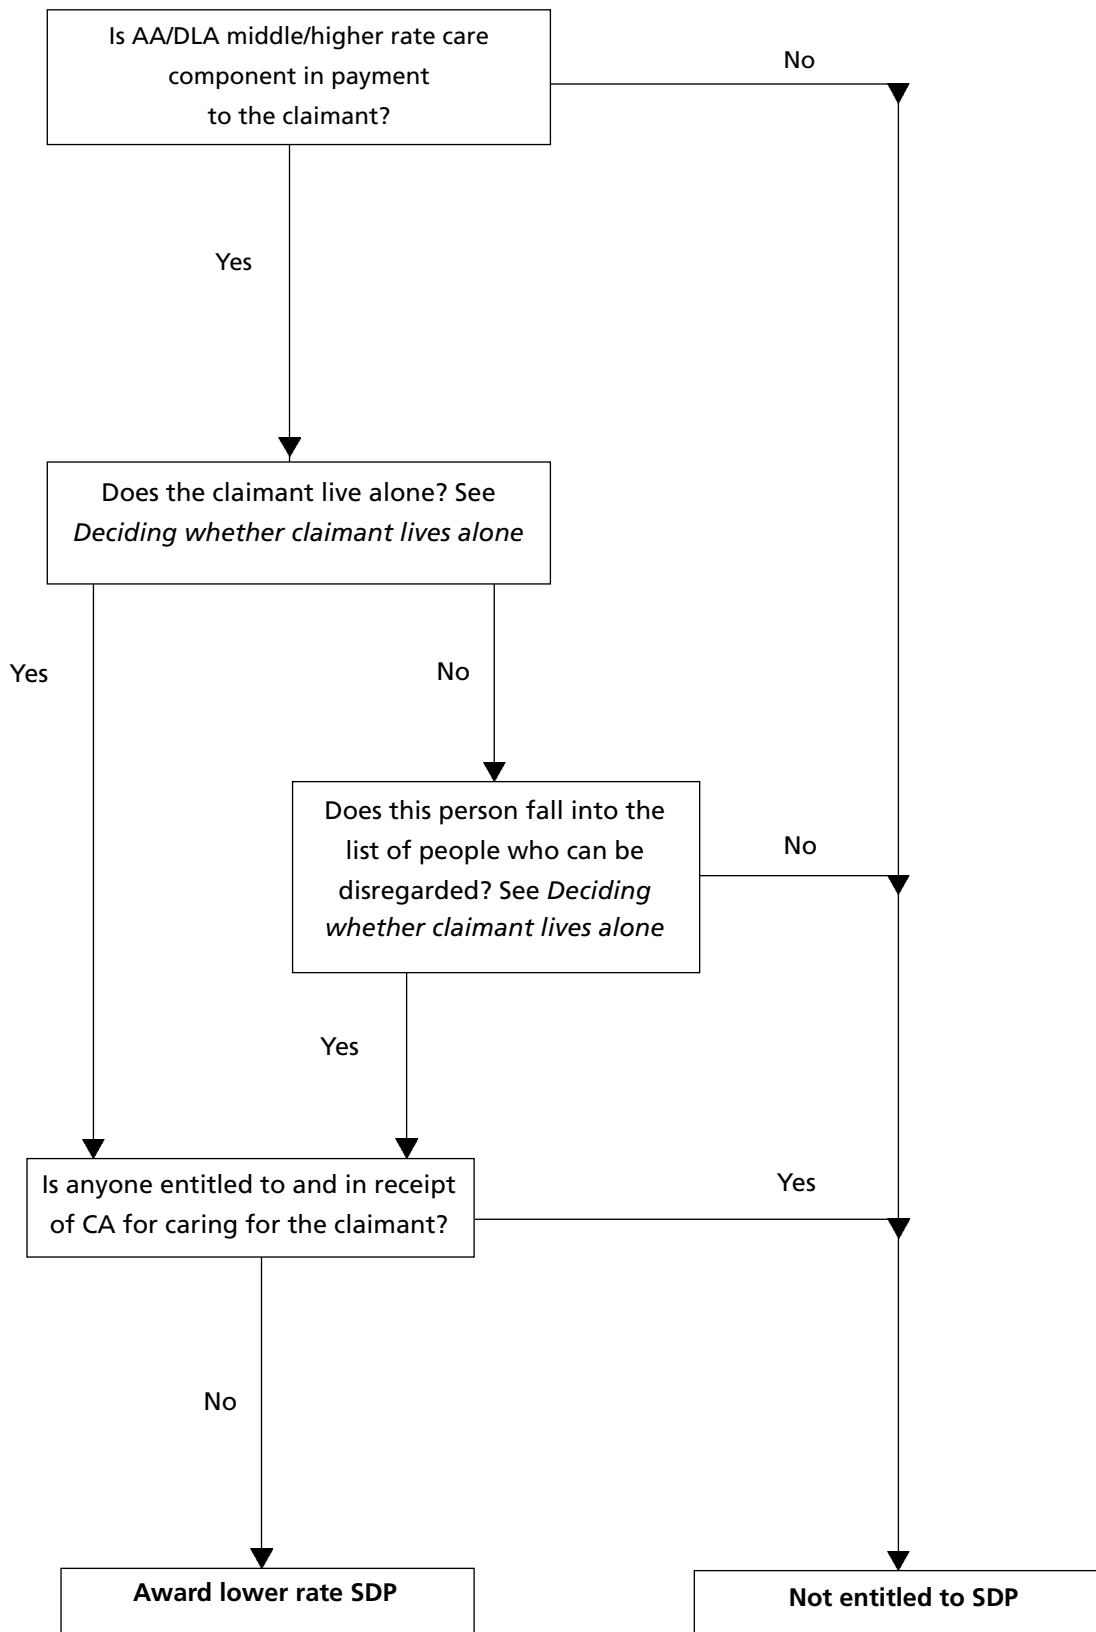 Is AA/DLA middle/higher rate care
component in payment
to the claimant?
No
Yes
Does the claimant live alone? See
Deciding whether claimant lives alone
Yes
No
Does this person fall into the
list of people who can be
disregarded? See Deciding
whether claimant lives alone
No
Yes
Is anyone entitled to and in receipt
of CA for caring for the claimant?
Yes
No
Award lower rate SDP
Not entitled to SDP